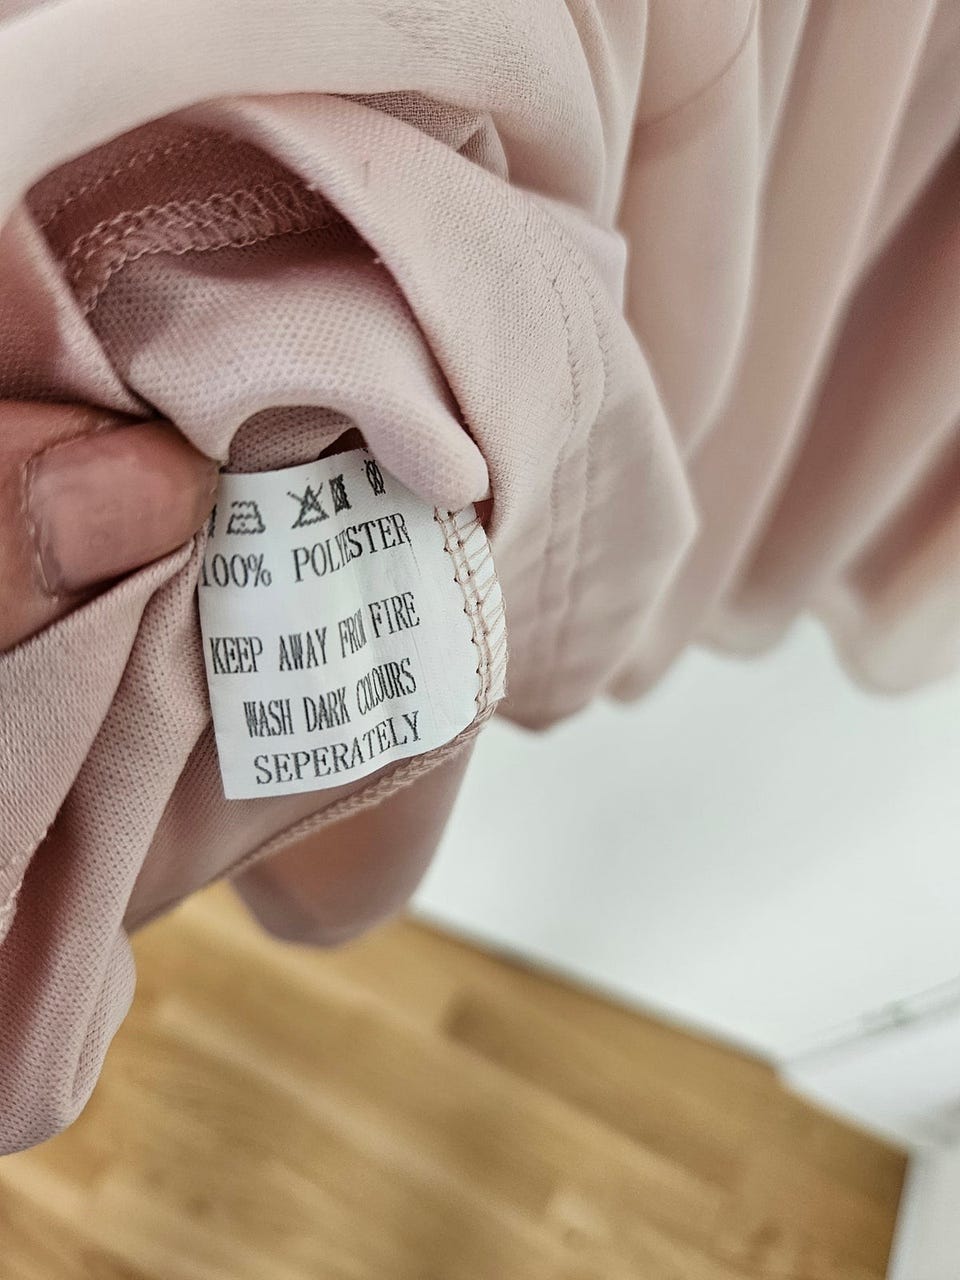 100% POLYESTER
KEEP AWAY FROM FIRE
WASH DARK COLOURS
SEPERATELY